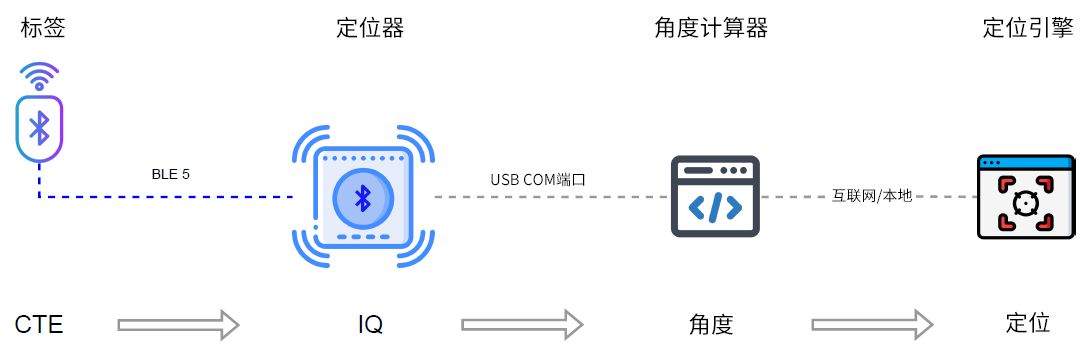 标签
定位器
角度计算器
定位引擎
BLE 5
USB COM端口
互联网/本地
CTE
IQ
角度
定位